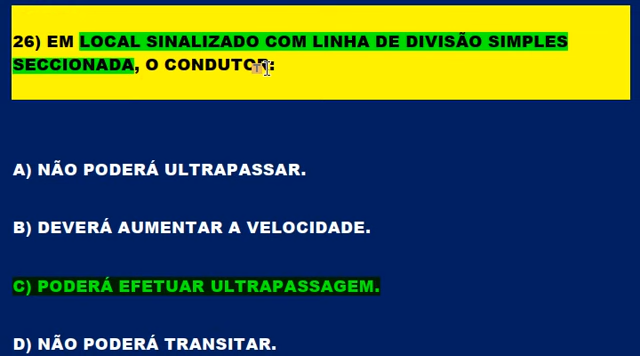 26) EM LOCAL SINALIZADO COM LINHA DE DIVISÃO SIMPLES
SECCIONADA, O CONDUTOR:
A) NÃO PODERÁ ULTRAPASSAR.
B) DEVERÁ AUMENTAR A VELOCIDADE.
C) PODERÁ EFETUAR ULTRAPASSAGEM.
D) NÃO PODERÁ TRANSITAR.